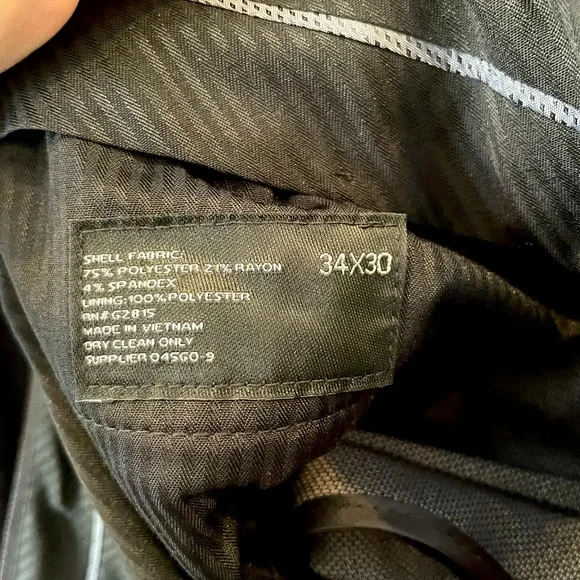 SHELL FABRIC:
75% POLYESTER 21% RAYON
4% SPANDEX
LINING: 100% POLYESTER
RN# 62815
MADE IN VIETNAM
DRY CLEAN ONLY
SUPPLIER 04560-9
34X30